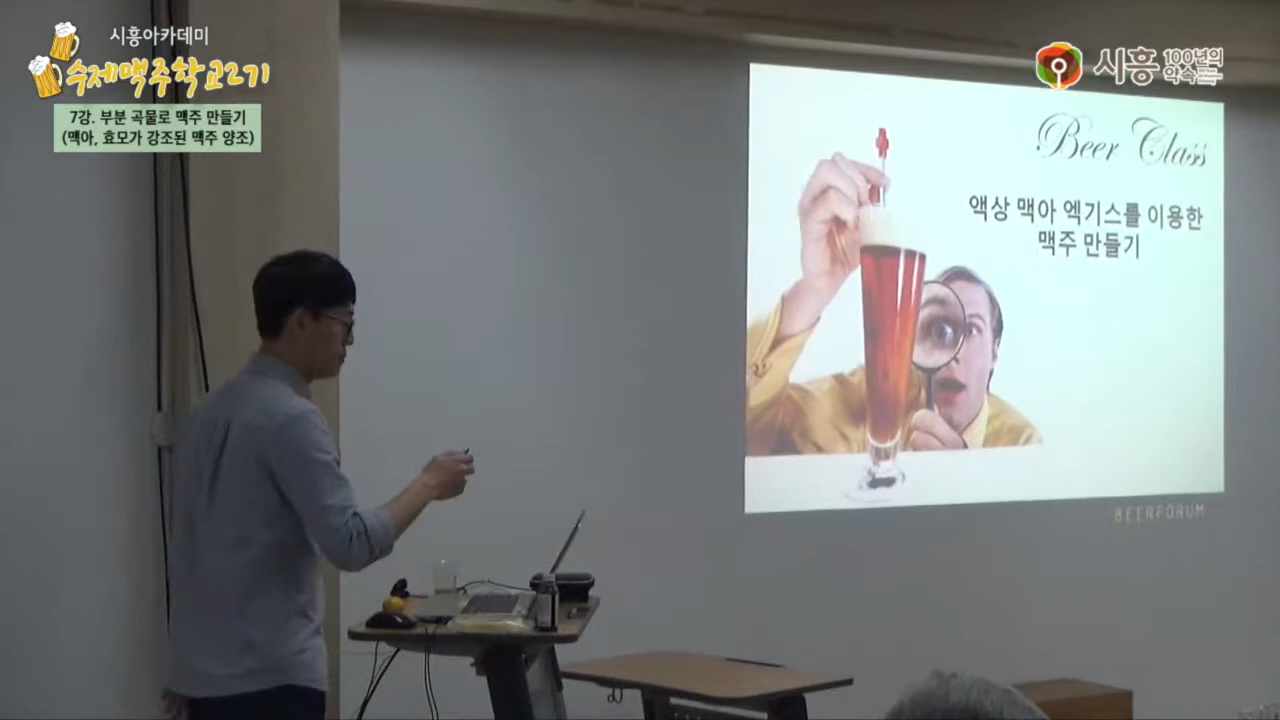 시흥아카데미
수제맥주학교2기
7강. 부분 곡물로 맥주 만들기
(맥아, 효모가 강조된 맥주 양조)
시흥 100년의
약속
Beer Class
액상 맥아 엑기스를 이용한
맥주 만들기
BEERFORUM